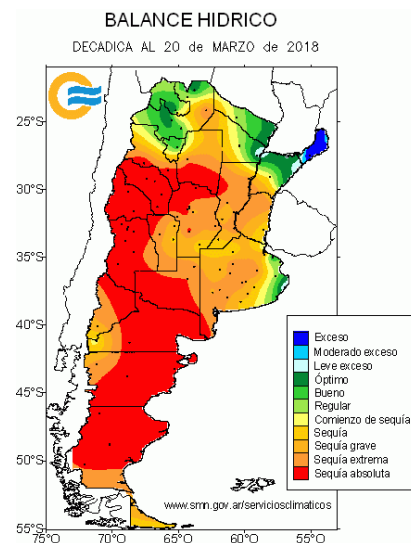 BALANCE HIDRICO
DECADICA AL 20 de MARZO de 2018
25°S
30°S
35°S
40°S
45°S
50°S
55°S
75°W
70°W
65°W
60°W
55°W
Exceso
Moderado exceso
Leve exceso
Óptimo
Bueno
Regular
Comienzo de sequía
Sequía
Sequía grave
Sequía extrema
Sequía absoluta
www.smn.gov.ar/serviciosclimaticos